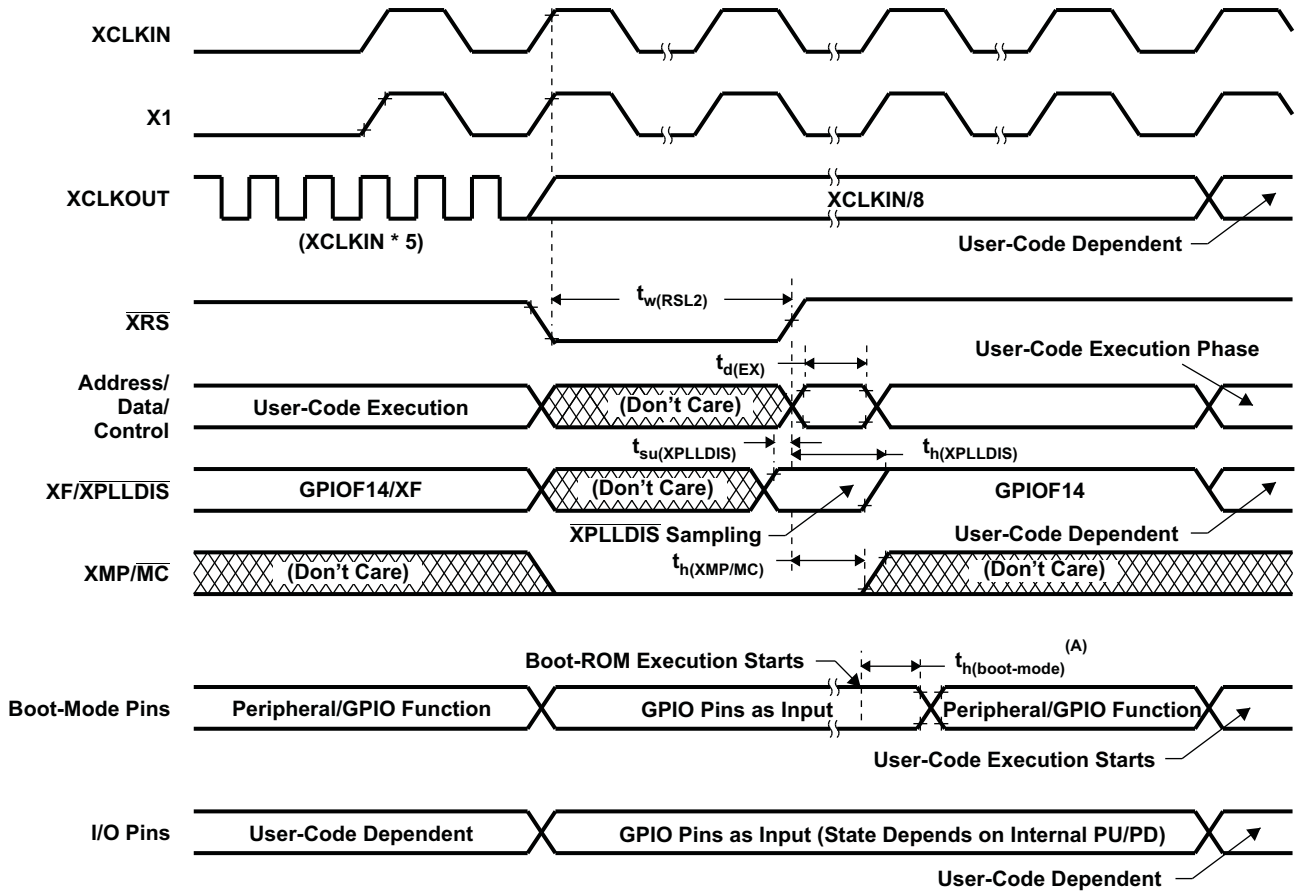 XCLKIN
X1
XCLKOUT
XCLKIN/8
(XCLKIN * 5)
User-Code Dependent
tw(RSL2)
XRS
User-Code Execution Phase
td(EX)
Address/
Data/
Control
User-Code Execution
(Don't Care)
tsu(XPLLDIS)
th(XPLLDIS)
XF/XPLLDIS
GPIOF14/XF
(Don't Care)
GPIOF14
XPLLDIS Sampling
User-Code Dependent
th(XMP/MC)
XMP/MC
(Don't Care)
(Don't Care)
Boot-ROM Execution Starts
th(boot-mode)(A)
Boot-Mode Pins
Peripheral/GPIO Function
GPIO Pins as Input
Peripheral/GPIO Function
User-Code Execution Starts
I/O Pins
User-Code Dependent
GPIO Pins as Input (State Depends on Internal PU/PD)
User-Code Dependent